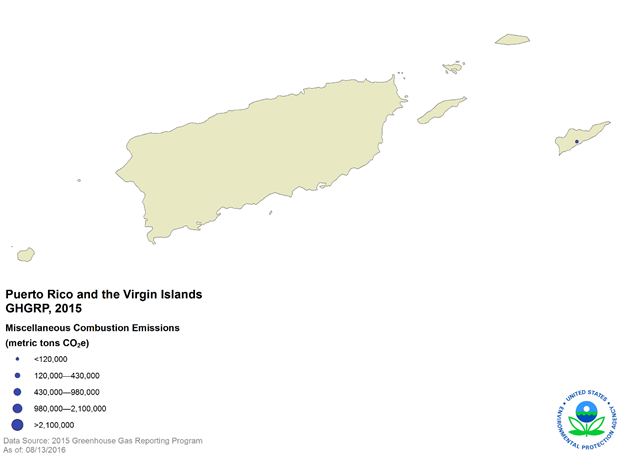 Puerto Rico and the Virgin Islands
GHGRP, 2015
Miscellaneous Combustion Emissions
(metric tons CO₂e)
<120,000
120,000—430,000
430,000—980,000
980,000—2,100,000
>2,100,000
Data Source: 2015 Greenhouse Gas Reporting Program
As of: 08/13/2016
• UNITED STATES •
ENVIRONMENTAL PROTECTION AGENCY